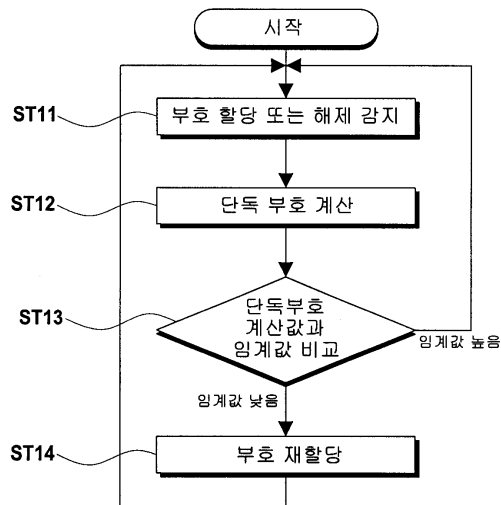 시작
ST11
부호 할당 또는 해제 감지
ST12
단독 부호 계산
ST13
단독부호
계산값과
임계값 비교
임계값 높음
임계값 낮음
ST14
부호 재할당